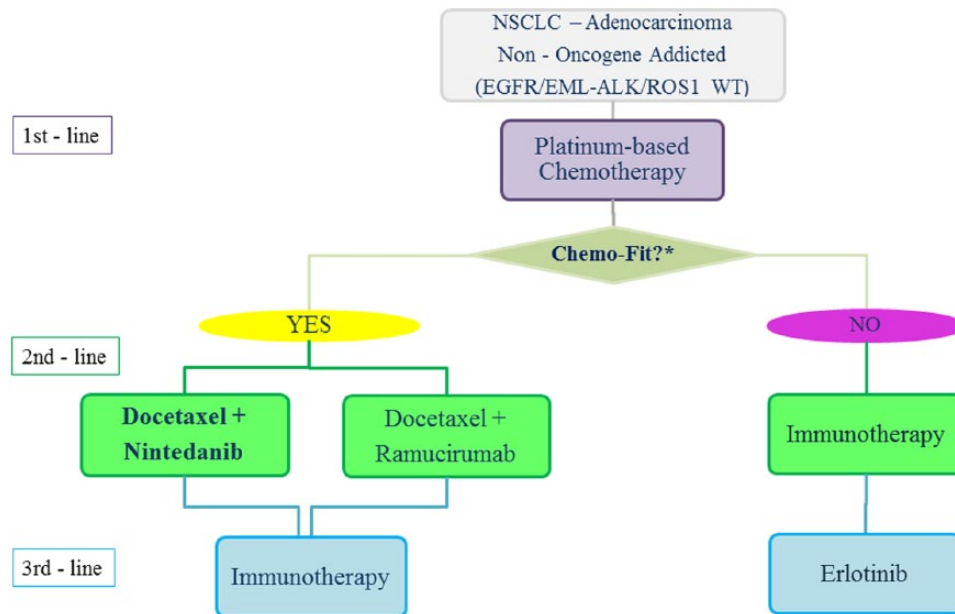 NSCLC – Adenocarcinoma
Non - Oncogene Addicted
(EGFR/EML-ALK/ROS1 WT)
1st - line
Platinum-based
Chemotherapy
Chemo-Fit?*
YES
NO
2nd - line
Docetaxel +
Nintedanib
Docetaxel +
Ramucirumab
Immunotherapy
3rd - line
Immunotherapy
Erlotinib